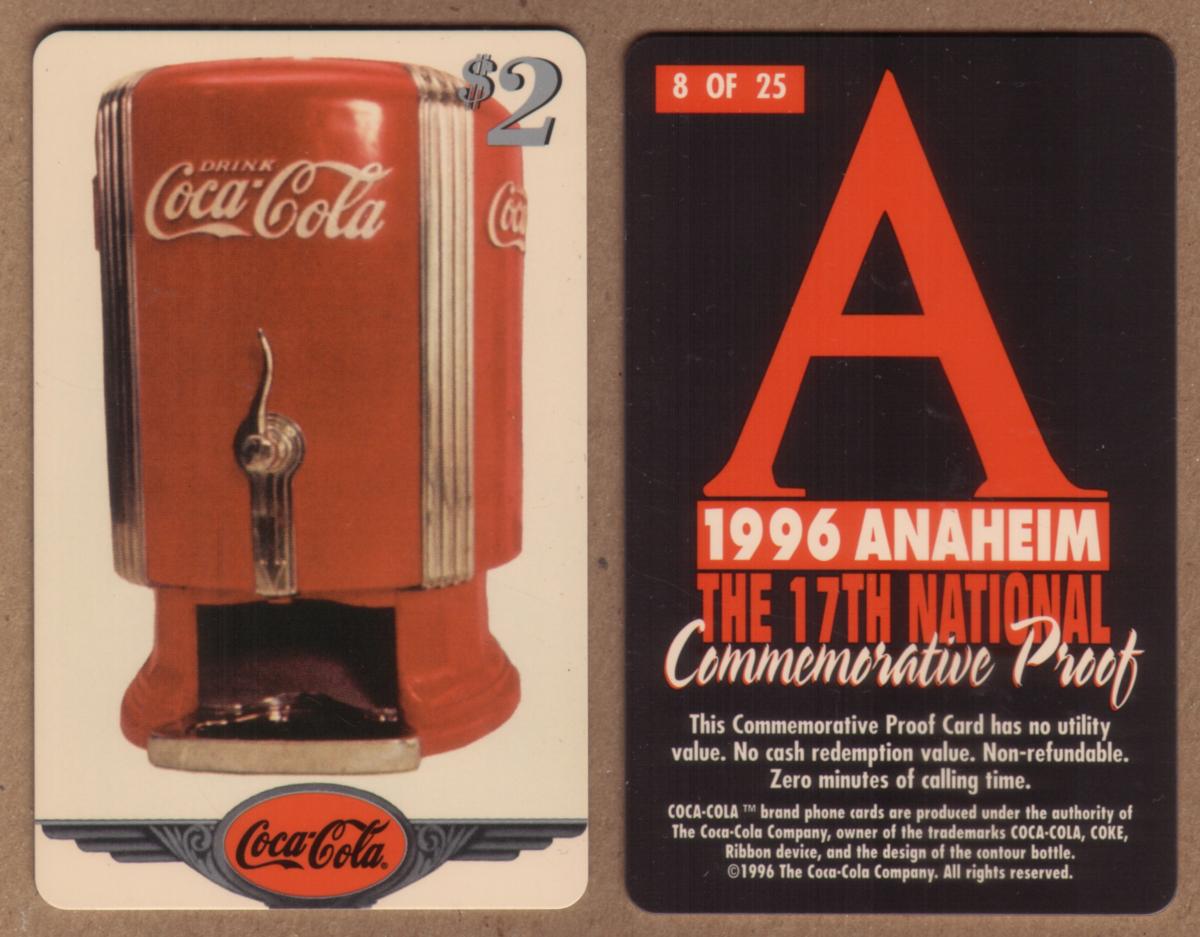 $2
DRINK
Coca-Cola
Coca-Cola®
8 OF 25
A
1996 ANAHEIM
THE 17TH NATIONAL
Commemorative Proof
This Commemorative Proof Card has no utility
value. No cash redemption value. Non-refundable.
Zero minutes of calling time.
COCA-COLA ™ brand phone cards are produced under the authority of
The Coca-Cola Company, owner of the trademarks COCA-COLA, COKE,
Ribbon device, and the design of the contour bottle.
©1996 The Coca-Cola Company. All rights reserved.